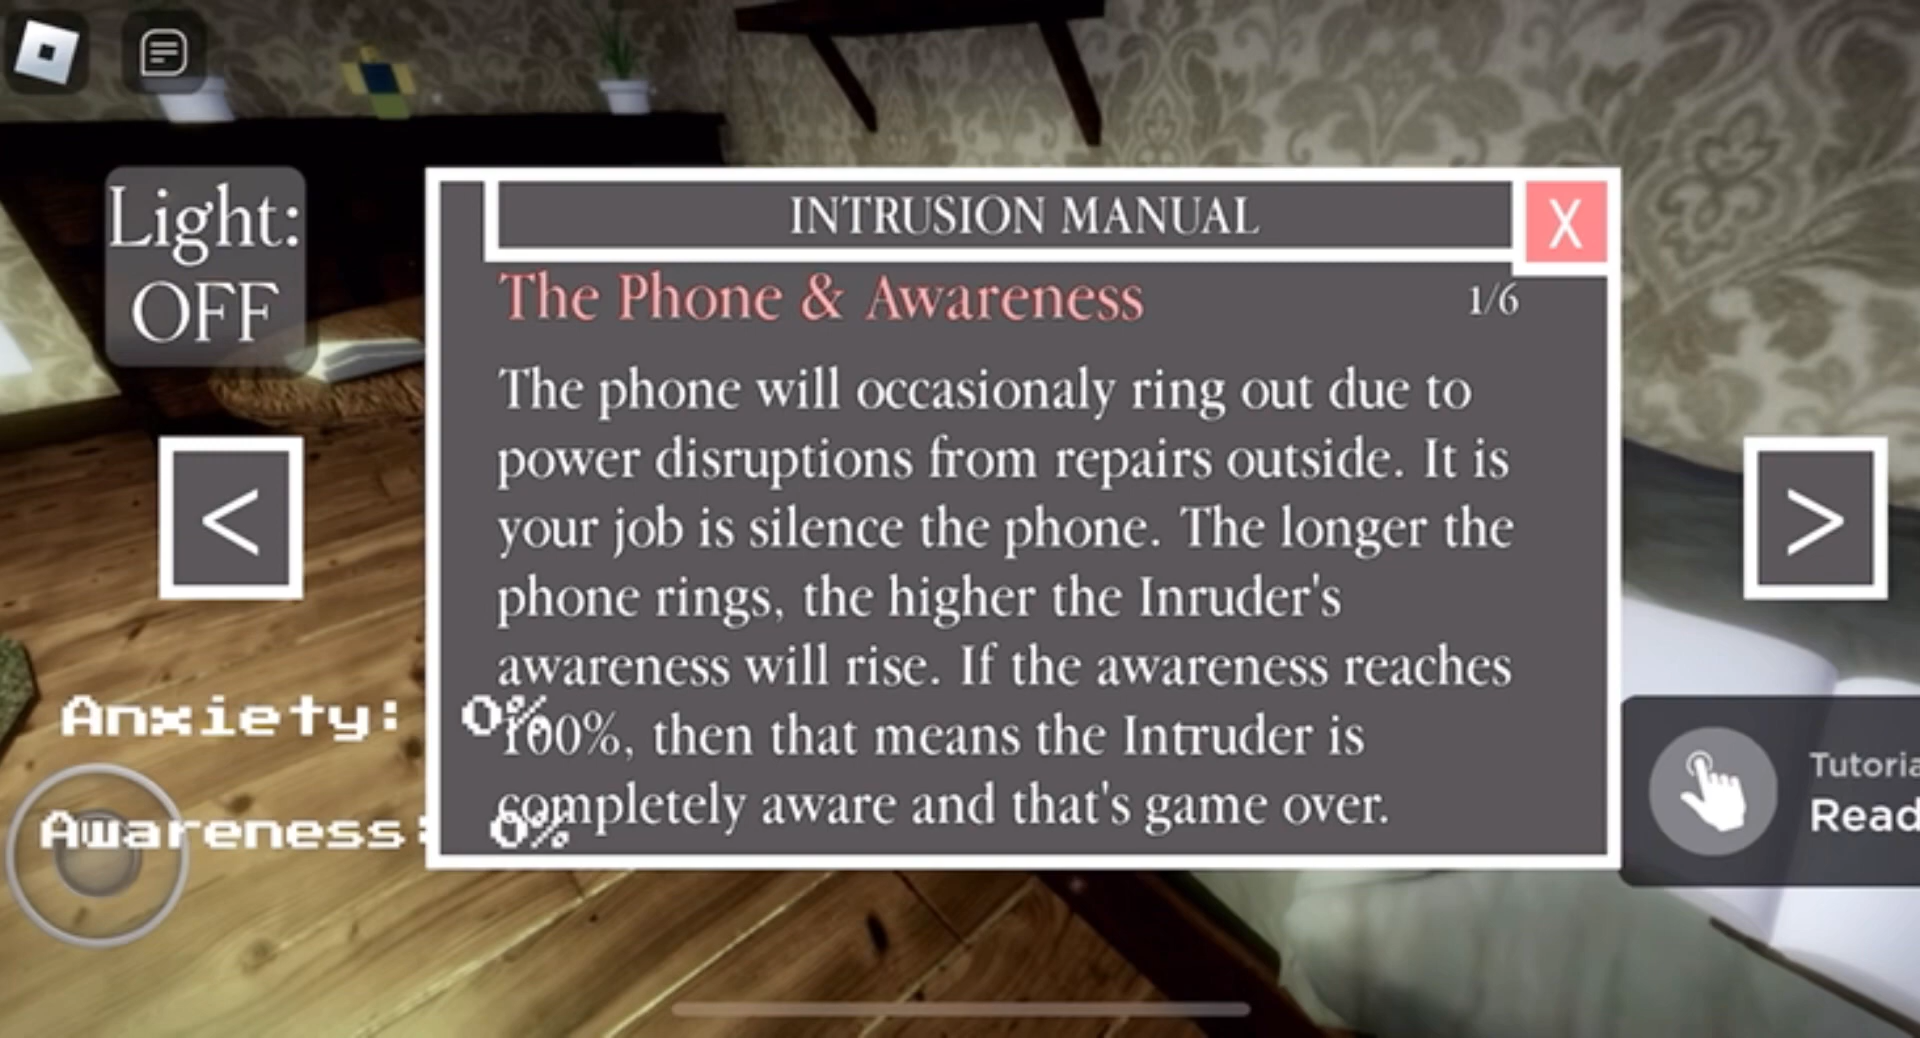 Light:
OFF
INTRUSION MANUAL
X
The Phone & Awareness
1/6
The phone will occasionaly ring out due to
power disruptions from repairs outside. It is
your job is silence the phone. The longer the
phone rings, the higher the Inruder's
awareness will rise. If the awareness reaches
100%, then that means the Intruder is
completely aware and that's game over.
<
>
Anxiety: 0%
Awareness: 0%
Tutoria
Read